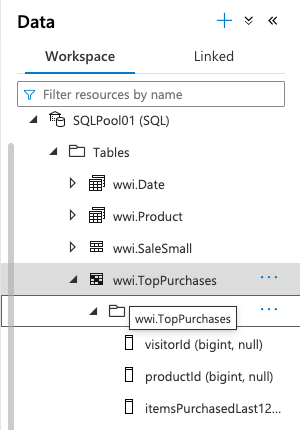 Data
Workspace
Linked
Filter resources by name
SQLPool01 (SQL)
Tables
wwi.Date
wwi.Product
wwi.SaleSmall
wwi.TopPurchases
wwi.TopPurchases
visitorId (bigint, null)
productId (bigint, null)
itemsPurchasedLast12...